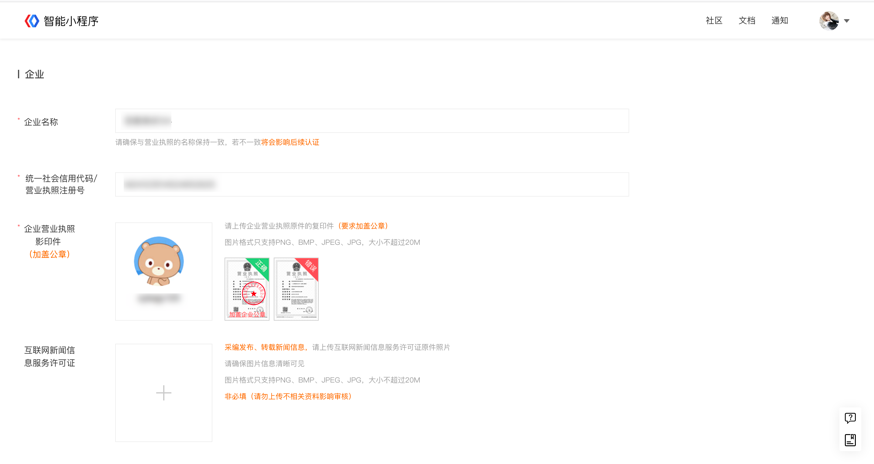 智能小程序
社区 文档 通知
企业
* 企业名称
请确保与营业执照的名称保持一致，若不一致将会影响后续认证
* 统一社会信用代码/
营业执照注册号
* 企业营业执照
影印件
（加盖公章）
请上传企业营业执照原件的复印件（要求加盖公章）
图片格式只支持PNG、BMP、JPEG、JPG，大小不超过20M
正确
错误
营业执照
营业执照
加盖企业公章
互联网新闻信
息服务许可证
采编发布、转载新闻信息，请上传互联网新闻信息服务许可证原件照片
请确保图片信息清晰可见
图片格式只支持PNG、BMP、JPEG、JPG，大小不超过20M
非必填（请勿上传不相关资料影响审核）